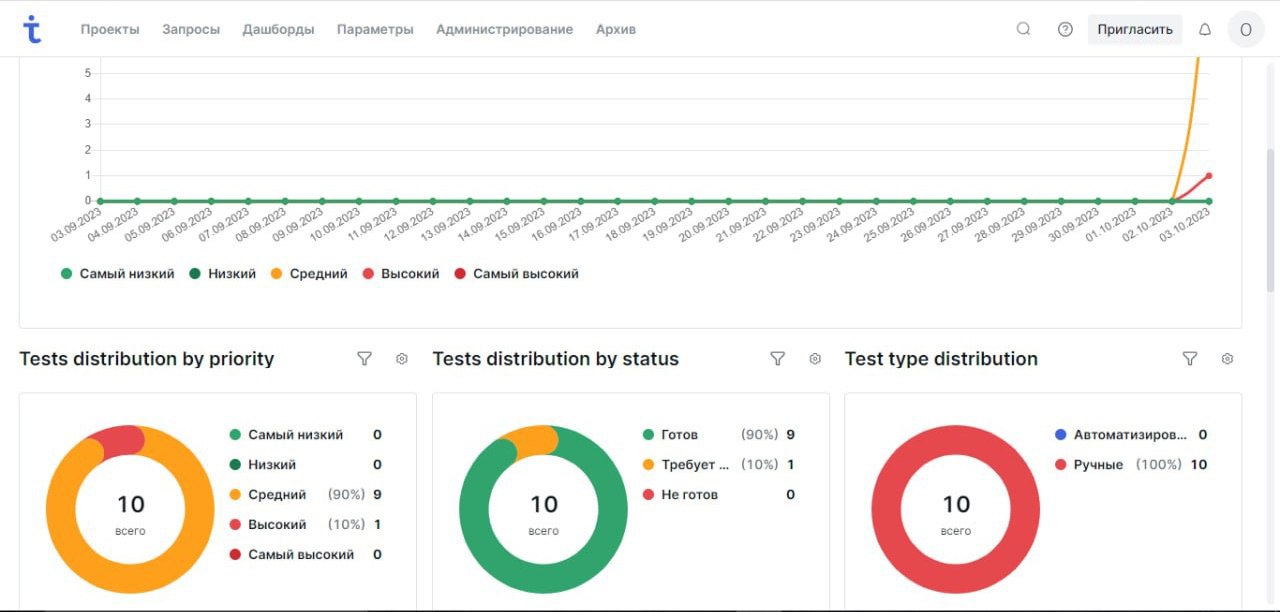 Проекты Запросы Дашборды Параметры Администрирование Архив Пригласить О
5
4
3
2
1
0
03.09.2023 04.09.2023 05.09.2023 06.09.2023 07.09.2023 08.09.2023 09.09.2023 10.09.2023 11.09.2023 12.09.2023 13.09.2023 14.09.2023 15.09.2023 16.09.2023 17.09.2023 18.09.2023 19.09.2023 20.09.2023 21.09.2023 22.09.2023 23.09.2023 24.09.2023 25.09.2023 26.09.2023 27.09.2023 28.09.2023 29.09.2023 30.09.2023 01.10.2023 02.10.2023 03.10.2023
Самый низкий Низкий Средний Высокий Самый высокий
Tests distribution by priority
10
всего
Самый низкий 0
Низкий 0
Средний (90%) 9
Высокий (10%) 1
Самый высокий 0
Tests distribution by status
10
всего
Готов (90%) 9
Требует ... (10%) 1
Не готов 0
Test type distribution
10
всего
Автоматизиров... 0
Ручные (100%) 10